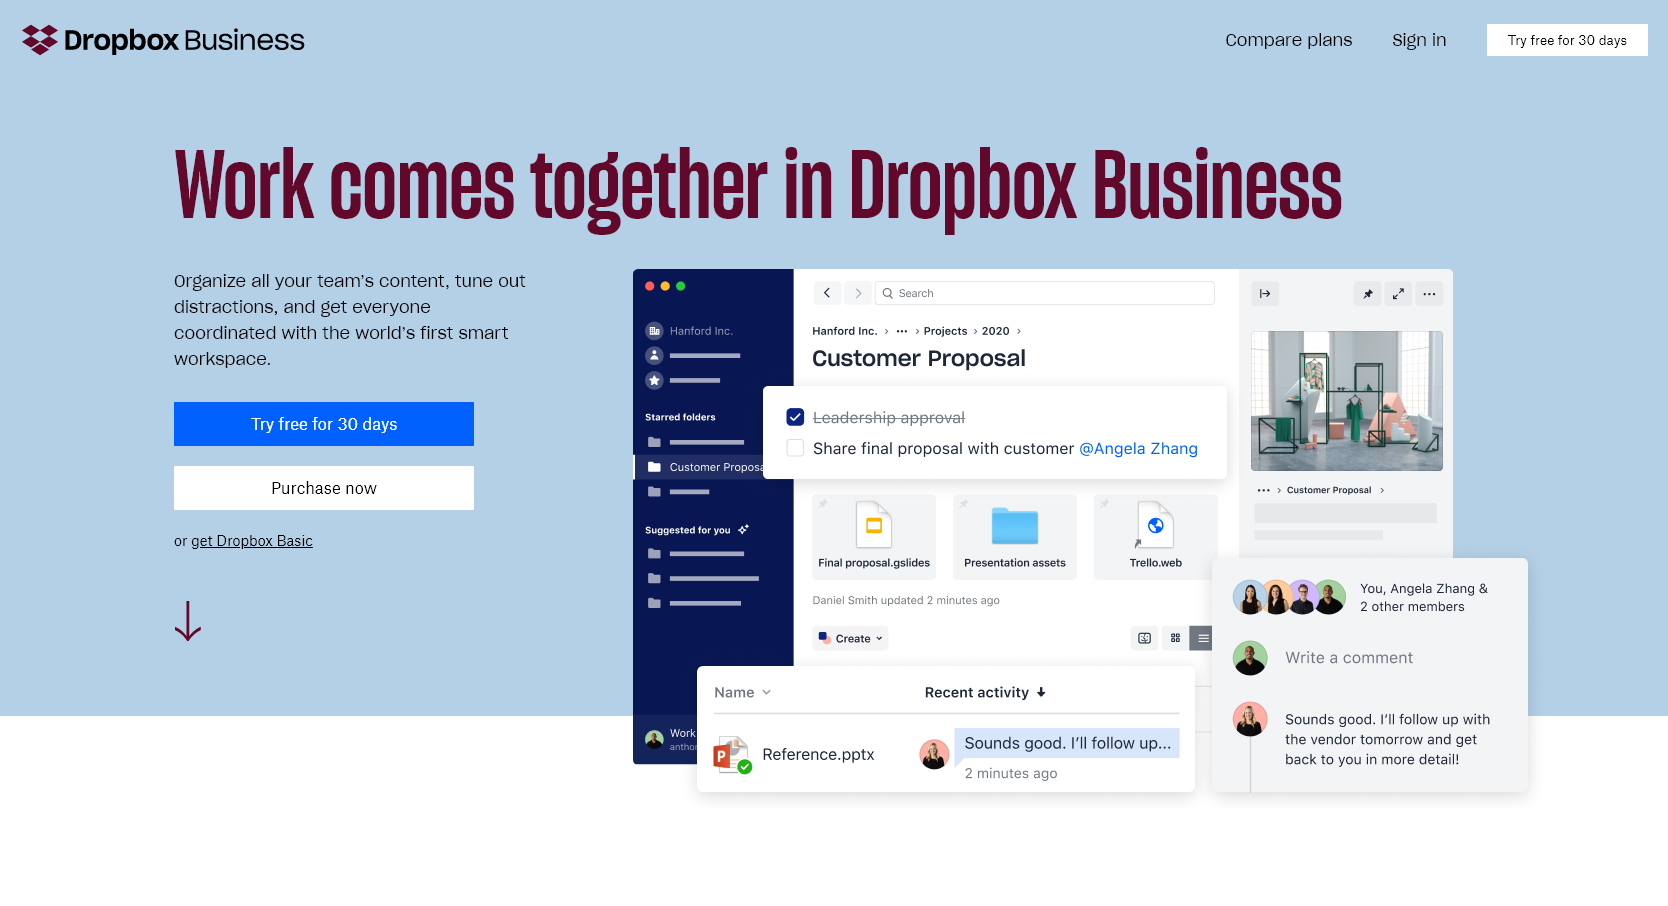 Dropbox Business
Compare plans
Sign in
Try free for 30 days
Work comes together in Dropbox Business
Organize all your team’s content, tune out
distractions, and get everyone
coordinated with the world’s first smart
workspace.
Try free for 30 days
Purchase now
or get Dropbox Basic
Hanford Inc.
Starred folders
Customer Proposa
Suggested for you
Work
Search
Hanford Inc. › ··· › Projects › 2020 ›
Customer Proposal
Leadership approval
Share final proposal with customer @Angela Zhang
Final proposal.gslides
Presentation assets
Trello.web
Daniel Smith updated 2 minutes ago
Create
Name
Recent activity
P
Reference.pptx
Sounds good. I’ll follow up...
2 minutes ago
··· › Customer Proposal ›
You, Angela Zhang &
2 other members
Write a comment
Sounds good. I’ll follow up with
the vendor tomorrow and get
back to you in more detail!